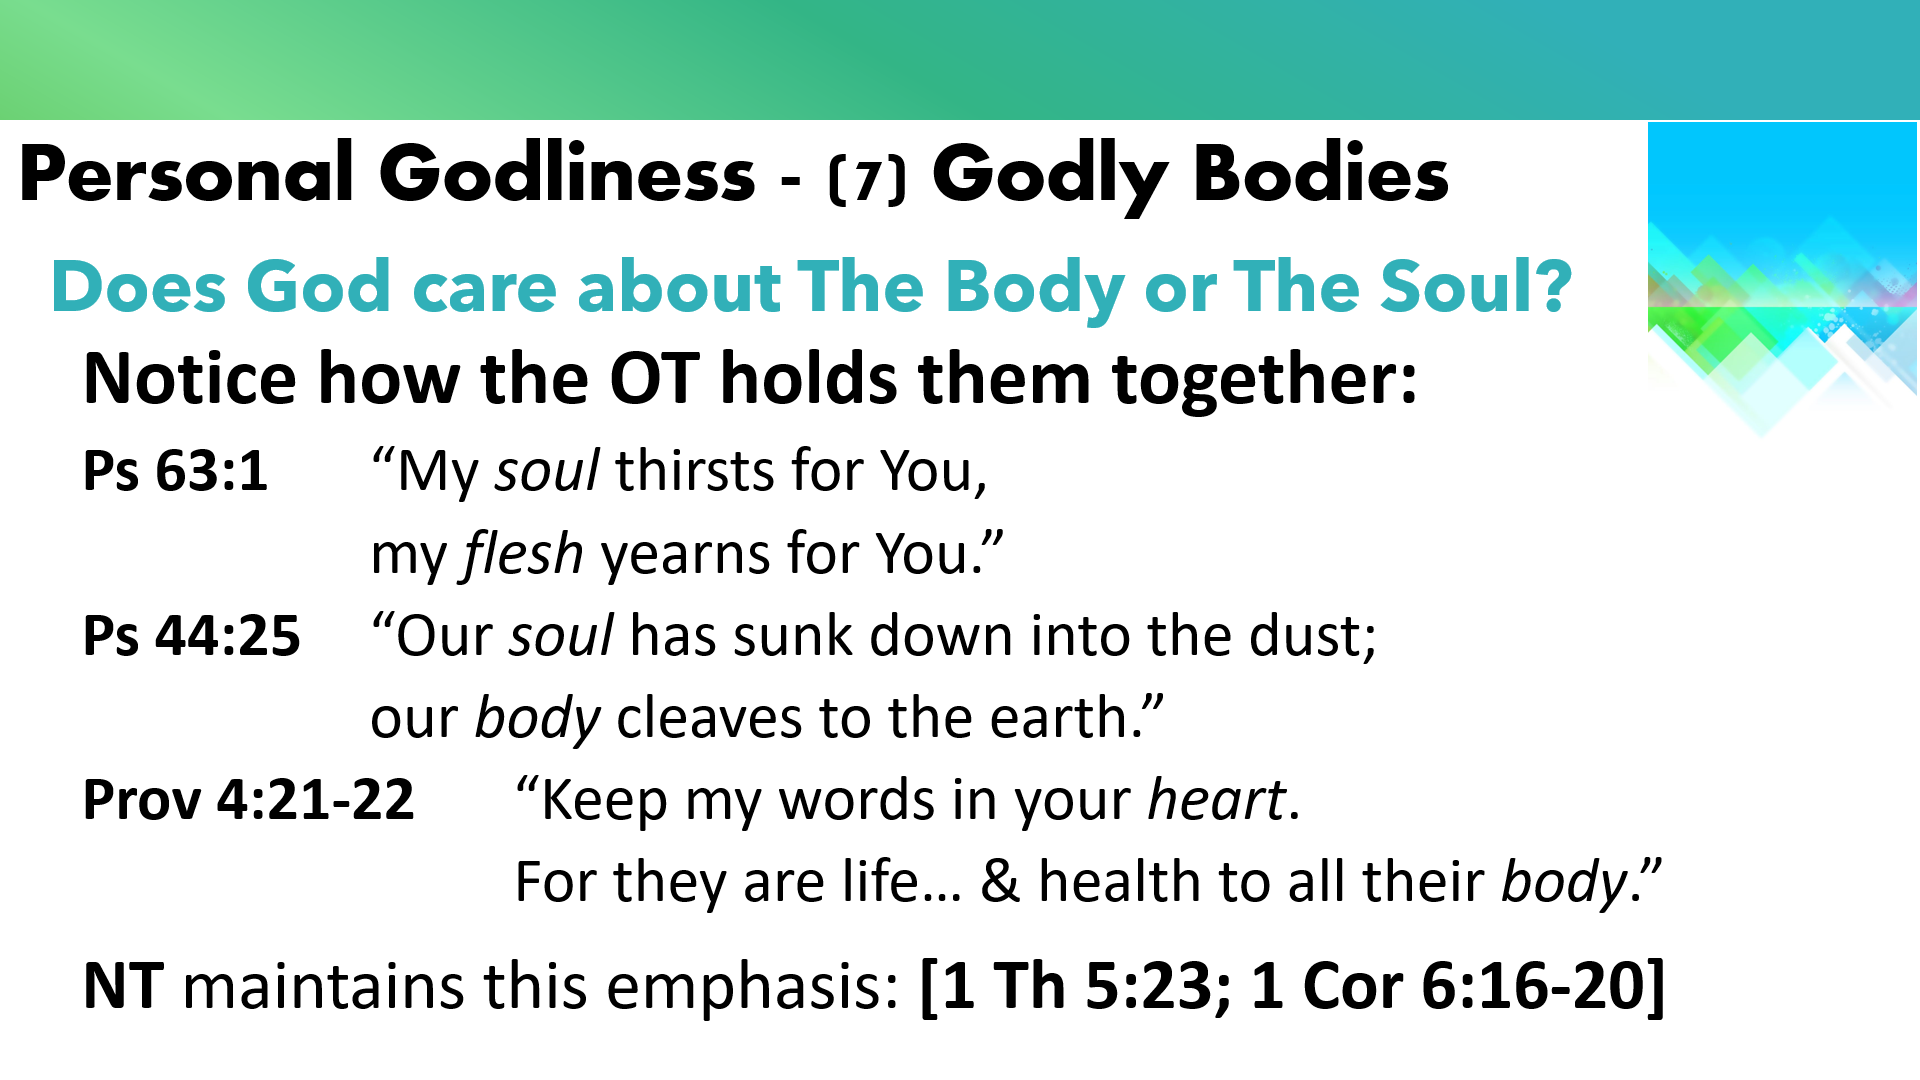 Personal Godliness - (7) Godly Bodies
Does God care about The Body or The Soul?
Notice how the OT holds them together:
Ps 63:1 “My soul thirsts for You,
my flesh yearns for You.”
Ps 44:25 “Our soul has sunk down into the dust;
our body cleaves to the earth.”
Prov 4:21-22 “Keep my words in your heart.
For they are life… & health to all their body.”
NT maintains this emphasis: [1 Th 5:23; 1 Cor 6:16-20]